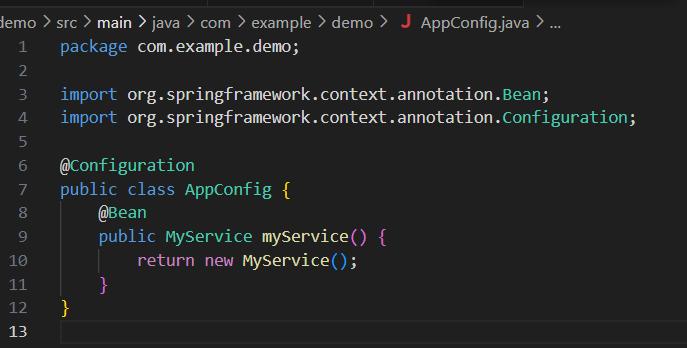 demo > src > main > java > com > example > demo > J AppConfig.java > ...
1 package com.example.demo;
2
3 import org.springframework.context.annotation.Bean;
4 import org.springframework.context.annotation.Configuration;
5
6 @Configuration
7 public class AppConfig {
8     @Bean
9     public MyService myService() {
10         return new MyService();
11     }
12 }
13